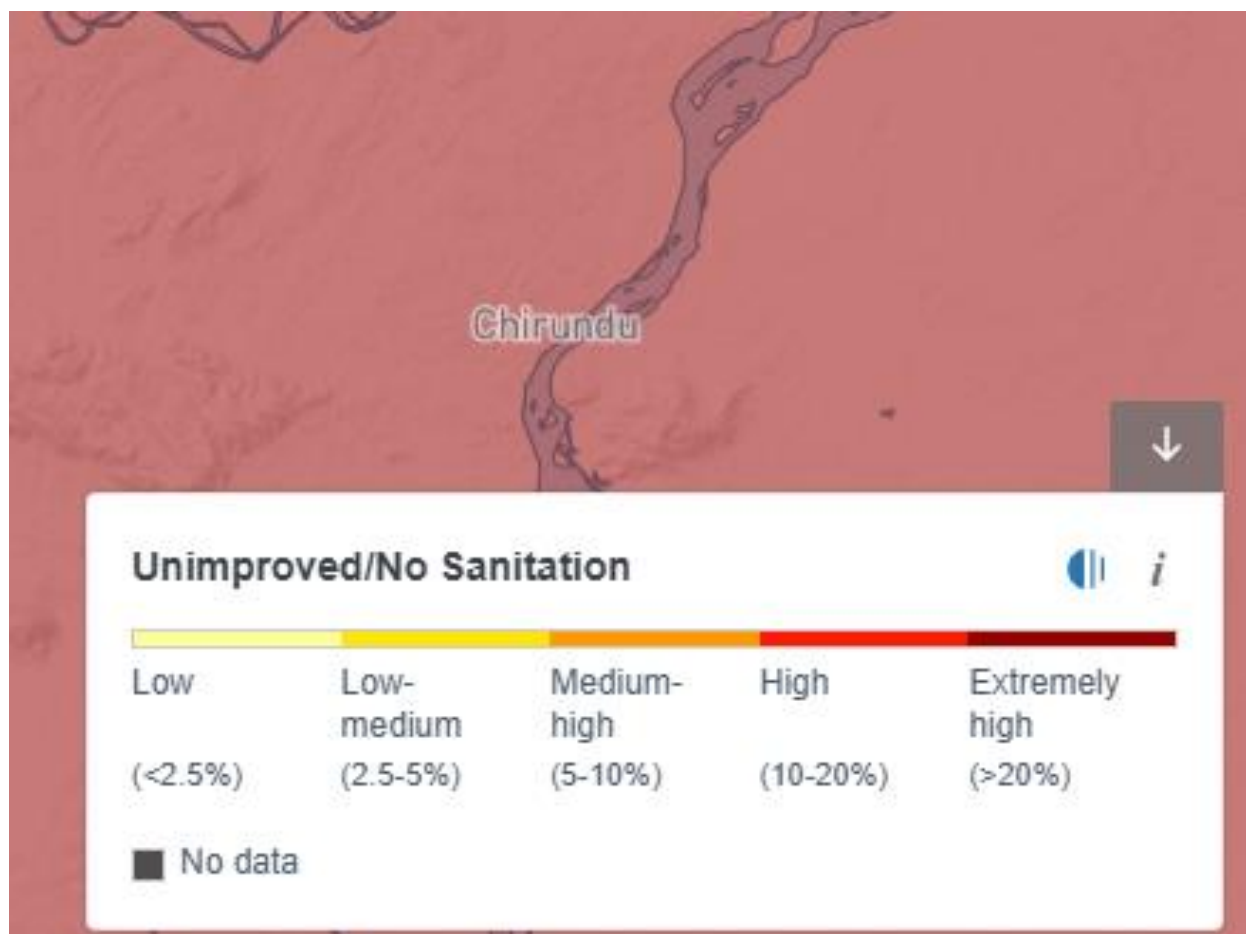 Chirundu
Unimproved/No Sanitation
i
Low
Low-
medium
Medium-
high
High
Extremely
high
(<2.5%)
(2.5-5%)
(5-10%)
(10-20%)
(>20%)
No data